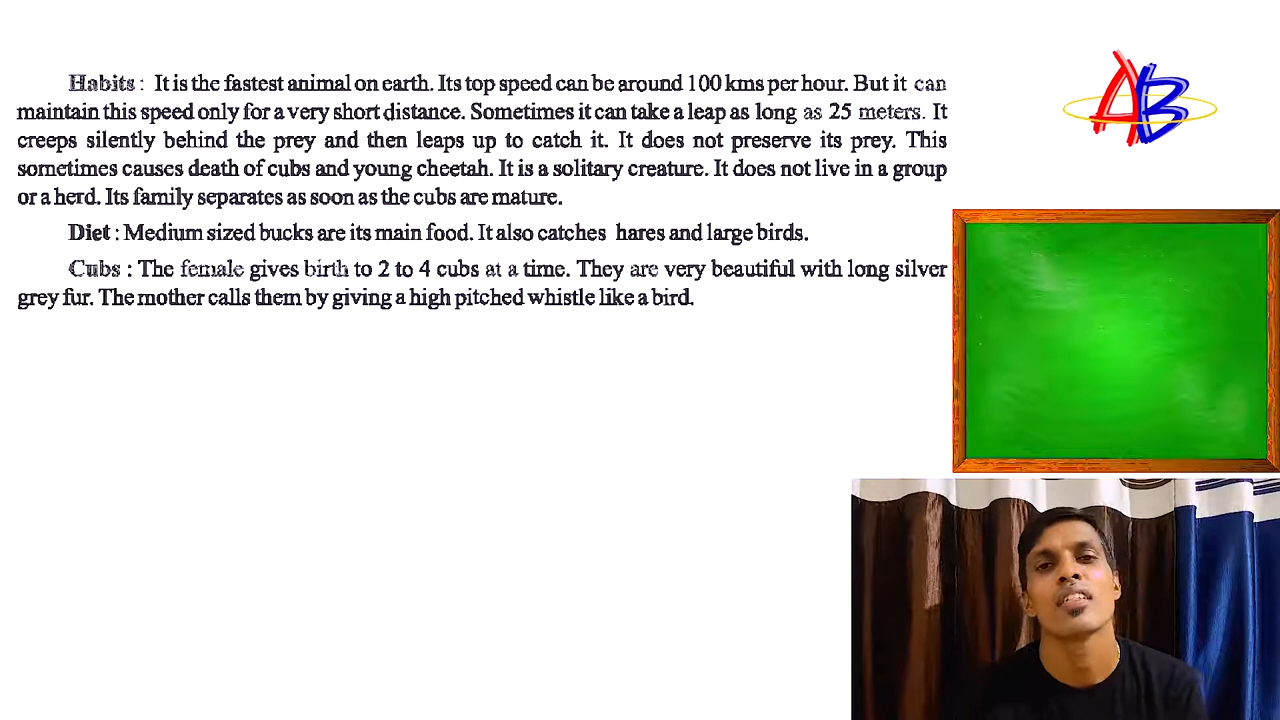 Habits : It is the fastest animal on earth. Its top speed can be around 100 kms per hour. But it can
maintain this speed only for a very short distance. Sometimes it can take a leap as long as 25 meters. It
creeps silently behind the prey and then leaps up to catch it. It does not preserve its prey. This
sometimes causes death of cubs and young cheetah. It is a solitary creature. It does not live in a group
or a herd. Its family separates as soon as the cubs are mature.
Diet : Medium sized bucks are its main food. It also catches hares and large birds.
Cubs : The female gives birth to 2 to 4 cubs at a time. They are very beautiful with long silver
grey fur. The mother calls them by giving a high pitched whistle like a bird.
AB